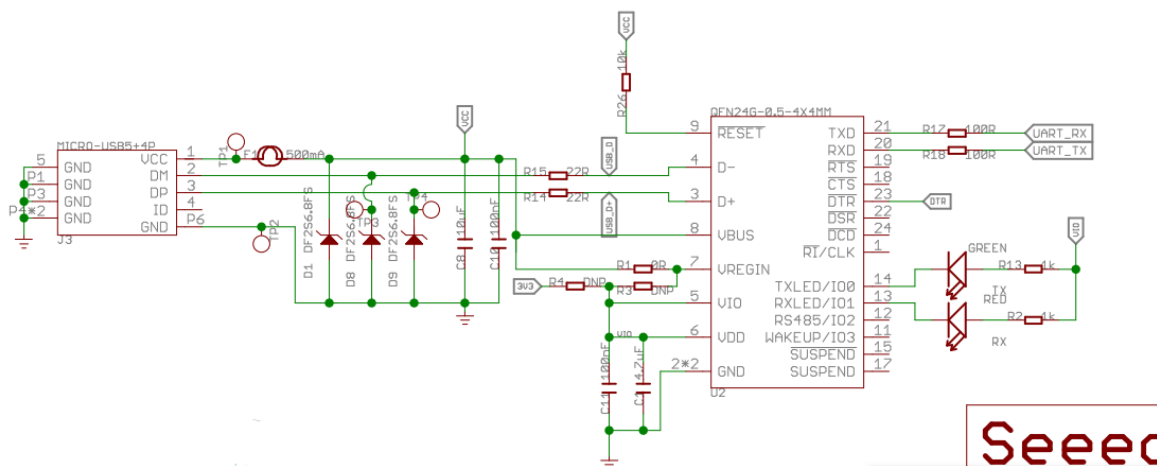 VCC
10k
R26
QFN24G-0.5-4X4MM
9 RESET TXD 21 R17 100R UART_RX
RXD 20 R18 100R UART_TX
4 D- RTS 19
CTS 18
3 D+ DTR 23 DTR
DSR 22
8 VBUS DCD 24
RI/CLK 1
7 VREGIN
TXLED/IO0 14
5 VIO RXLED/IO1 13
RS485/IO2 12
6 VDD WAKEUP/IO3 11
SUSPEND 15
2*2 GND SUSPEND 17
U2
VCC
MICRO-USB5+4P
TP1
F1 500mA
5 GND VCC 1
P1 GND DM 2
P3 GND DP 3
P4*2 GND ID 4
GND P6
J3
TP2
TP3
TP4
R15 22R
R14 22R
USB_D
USB_D+
D1 DF2S6.8FS
D8 DF2S6.8FS
D9 DF2S6.8FS
C8 10uF
C10 100nF
R1 0R
3V3 R4 DNP R3 DNP
VIO
C11 100nF
4.7uF
VIO
GREEN
R13 1k
TX
RED
R2 1k
RX
Seeed